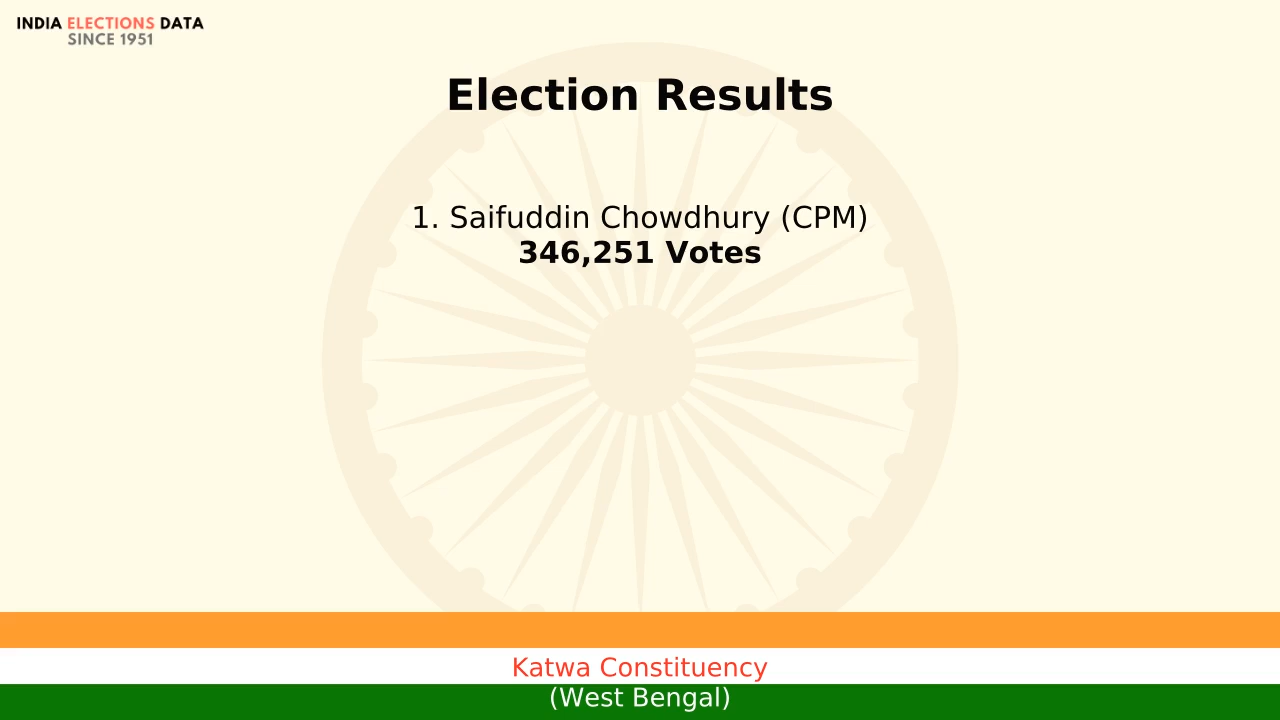 INDIA ELECTIONS DATA
SINCE 1951
Election Results
1. Saifuddin Chowdhury (CPM)
346,251 Votes
Katwa Constituency
(West Bengal)